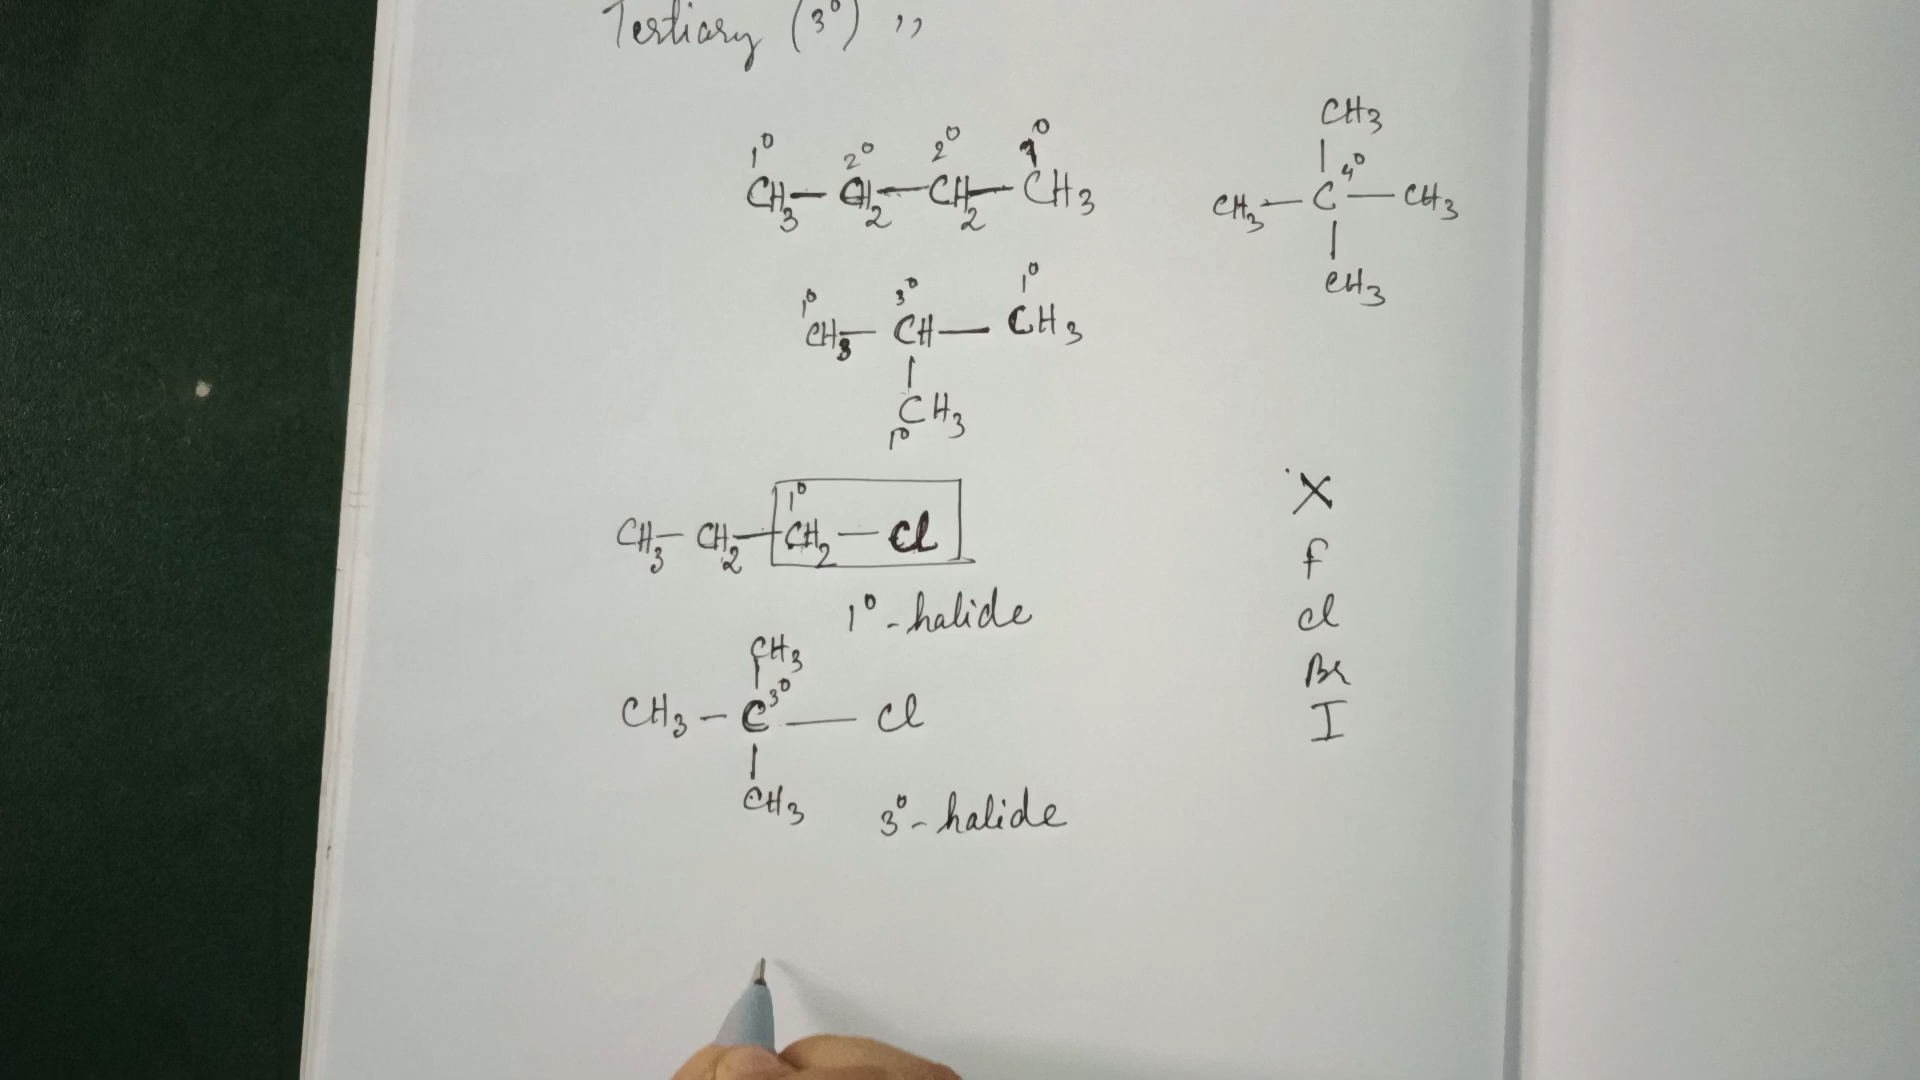 Tertiary (3°) ,,
1° 2° 2° 1°
CH3 — CH2 — CH2 — CH3
1° 3° 1°
CH3 — CH — CH3
|
CH3
1°
CH3
|
4°
CH3 — C — CH3
|
CH3
1°
CH3 — CH2 — CH2 — Cl
1° - halide
CH3
3°
CH3 — C — Cl
|
CH3
3° - halide
X
F
Cl
Br
I